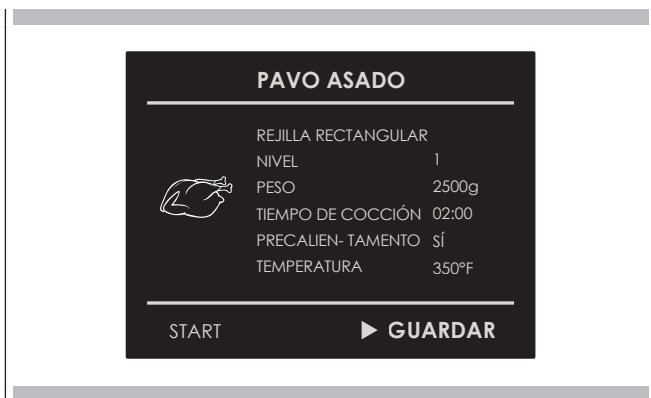 PAVO ASADO
REJILLA RECTANGULAR
NIVEL 1
PESO 2500g
TIEMPO DE COCCIÓN 02:00
PRECALIEN- TAMENTO SÍ
TEMPERATURA 350°F
START ▶ GUARDAR